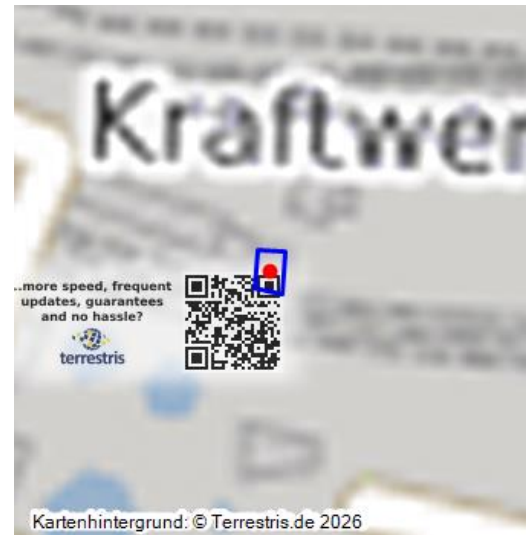 Kraftwer
...more speed, frequent
updates, guarantees
and no hassle?
terrestris
Kartenhintergrund: © Terrestris.de 2026